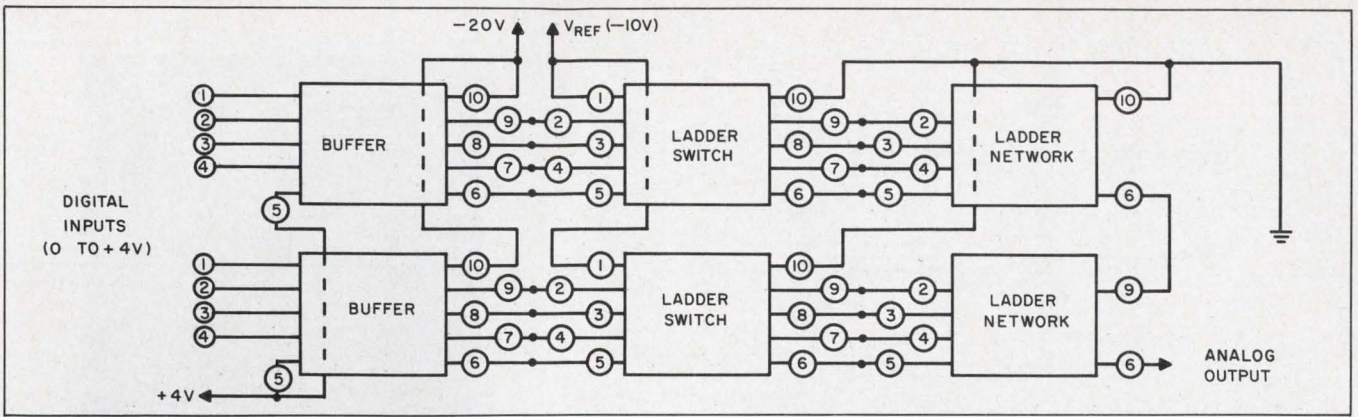 −20V V_REF (−10V)
① ⑩ ① ⑩ ⑩
② ⑨ ② ⑨ ②
③ BUFFER ⑧ ③ LADDER SWITCH ⑧ ③ LADDER NETWORK
④ ⑦ ④ ⑦ ④
⑥ ⑤ ⑥ ⑤ ⑥
⑤
DIGITAL
INPUTS
(0 TO +4V)
① ⑩ ① ⑩
② ⑨ ② ⑨ ② ⑨
③ BUFFER ⑧ ③ LADDER SWITCH ⑧ ③ LADDER NETWORK
④ ⑦ ④ ⑦ ④
⑥ ⑤ ⑥ ⑤ ⑥
ANALOG
OUTPUT
⑤
+4V